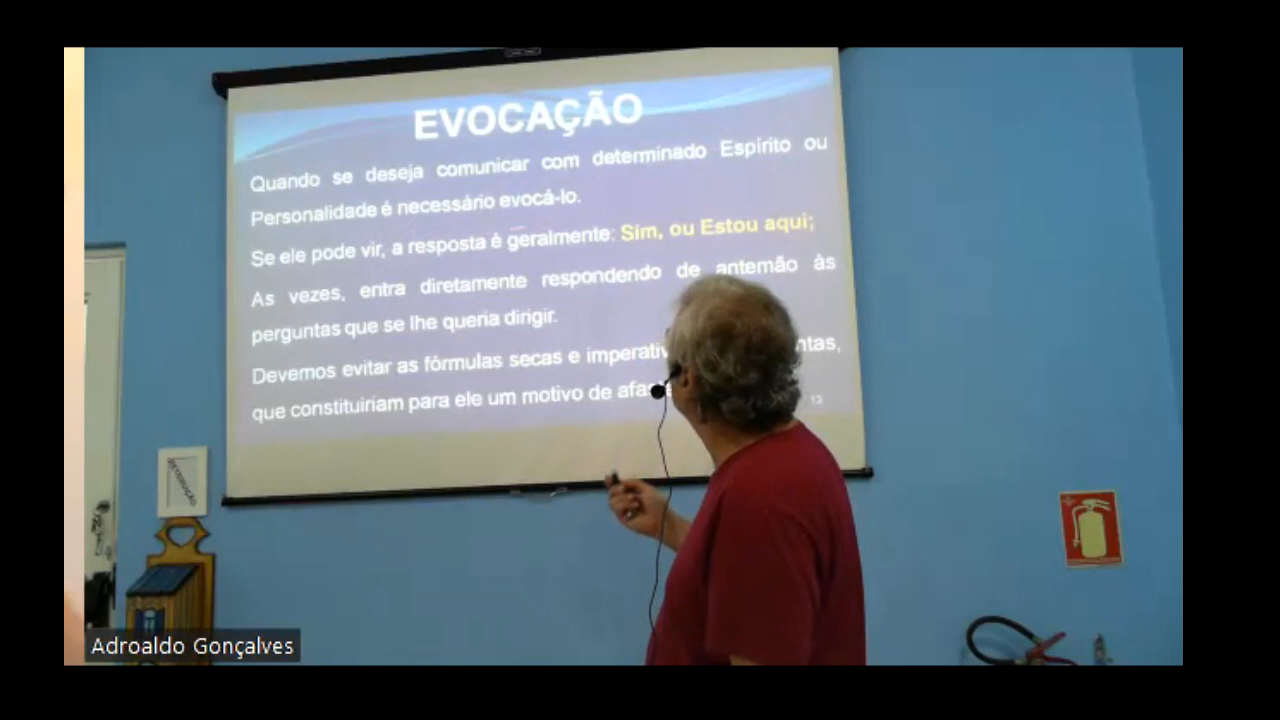 EVOCAÇÃO
Quando se deseja comunicar com determinado Espírito ou
Personalidade é necessário evocá-lo.
Se ele pode vir, a resposta é geralmente: Sim, ou Estou aqui;
As vezes, entra diretamente respondendo de antemão às
perguntas que se lhe queria dirigir.
Devemos evitar as fórmulas secas e
que constituiriam para ele um motivo de
13
Adroaldo Gonçalves